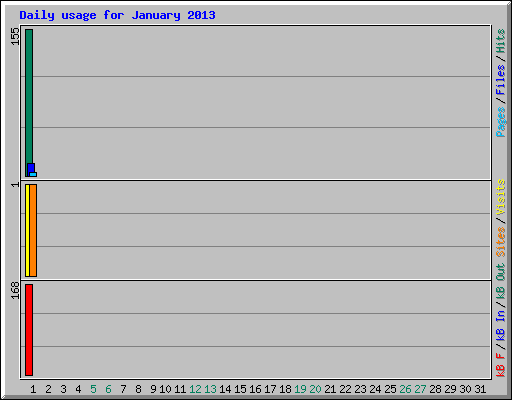 Daily usage for January 2013
155
Pages/Files/Hits
1
Sites/Visits
168
kB F/kB In/kB Out
1 2 3 4 5 6 7 8 9 10 11 12 13 14 15 16 17 18 19 20 21 22 23 24 25 26 27 28 29 30 31